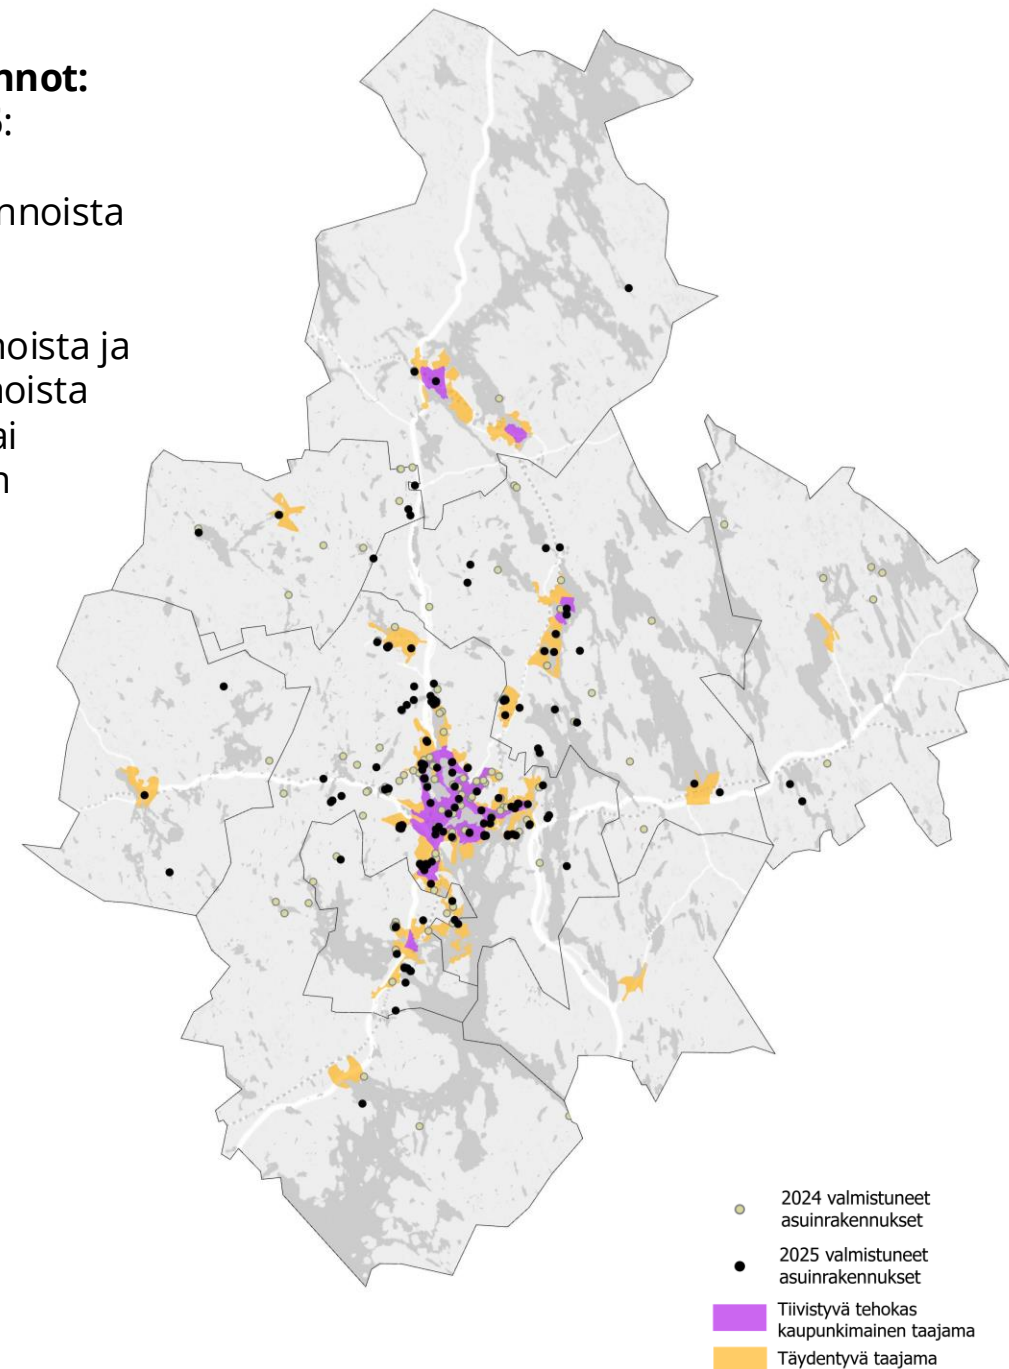 nnot:
:
nnoista
noista ja
noista
ai
n
2024 valmistuneet
asuinrakennukset
2025 valmistuneet
asuinrakennukset
Tiivistyvä tehokas
kaupunkimainen taajama
Täydentyvä taajama